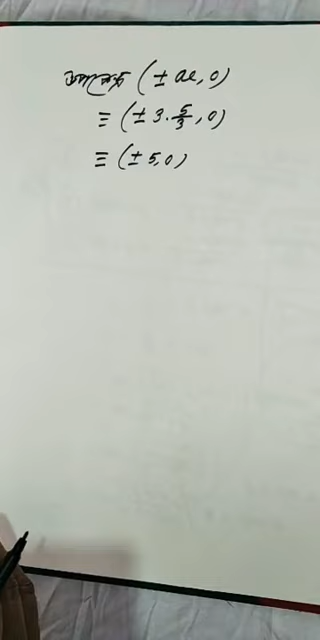 (± ae, 0)
≡ (± 3. 5/3, 0)
≡ (± 5, 0)